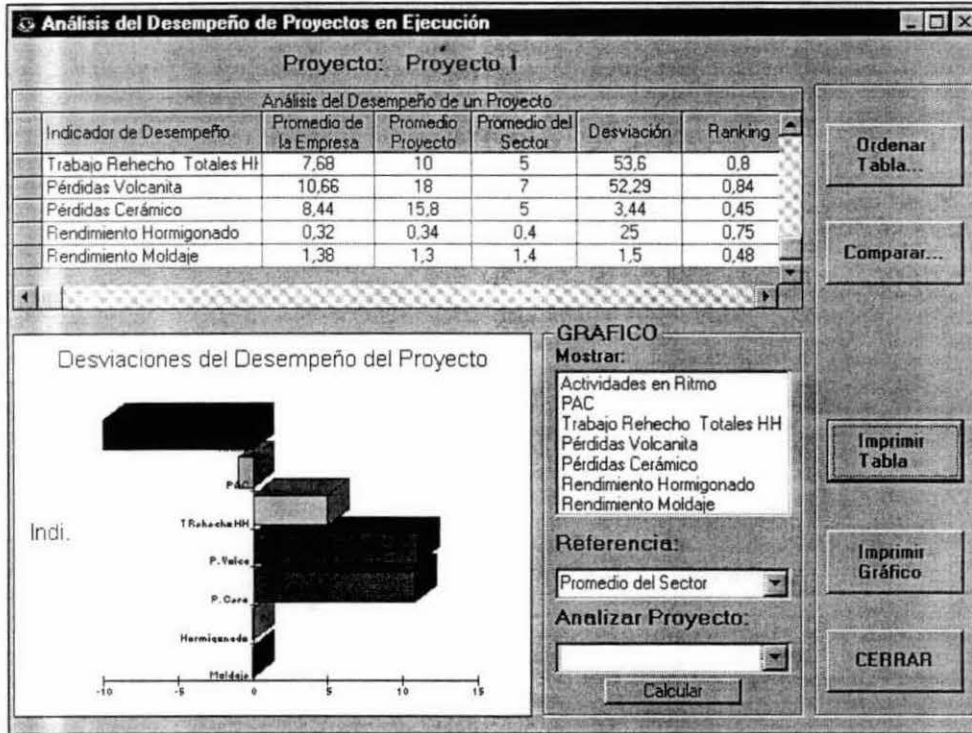 Análisis del Desempeño de Proyectos en Ejecución
Proyecto: Proyecto 1
Análisis del Desempeño de un Proyecto
Indicador de Desempeño Promedio de la Empresa Promedio Proyecto Promedio del Sector Desviación Ranking
Trabajo Rehecho Totales HH 7,68 10 5 53,6 0,8
Pérdidas Volcanita 10,66 18 7 52,29 0,84
Pérdidas Cerámico 8,44 15,8 5 3,44 0,45
Rendimiento Hormigonado 0,32 0,34 0,4 25 0,75
Rendimiento Moldaje 1,38 1,3 1,4 1,5 0,48
Ordenar
Tabla...
Comparar...
Imprimir
Tabla
Imprimir
Gráfico
CERRAR
Desviaciones del Desempeño del Proyecto
Indi.
PAC
T Rehecho HH
P. Volca
P. Cera
Hormigonado
Moldaje
-10 -5 0 5 10 15
GRAFICO
Mostrar:
Actividades en Ritmo
PAC
Trabajo Rehecho Totales HH
Pérdidas Volcanita
Pérdidas Cerámico
Rendimiento Hormigonado
Rendimiento Moldaje
Referencia:
Promedio del Sector
Analizar Proyecto:
Calcular